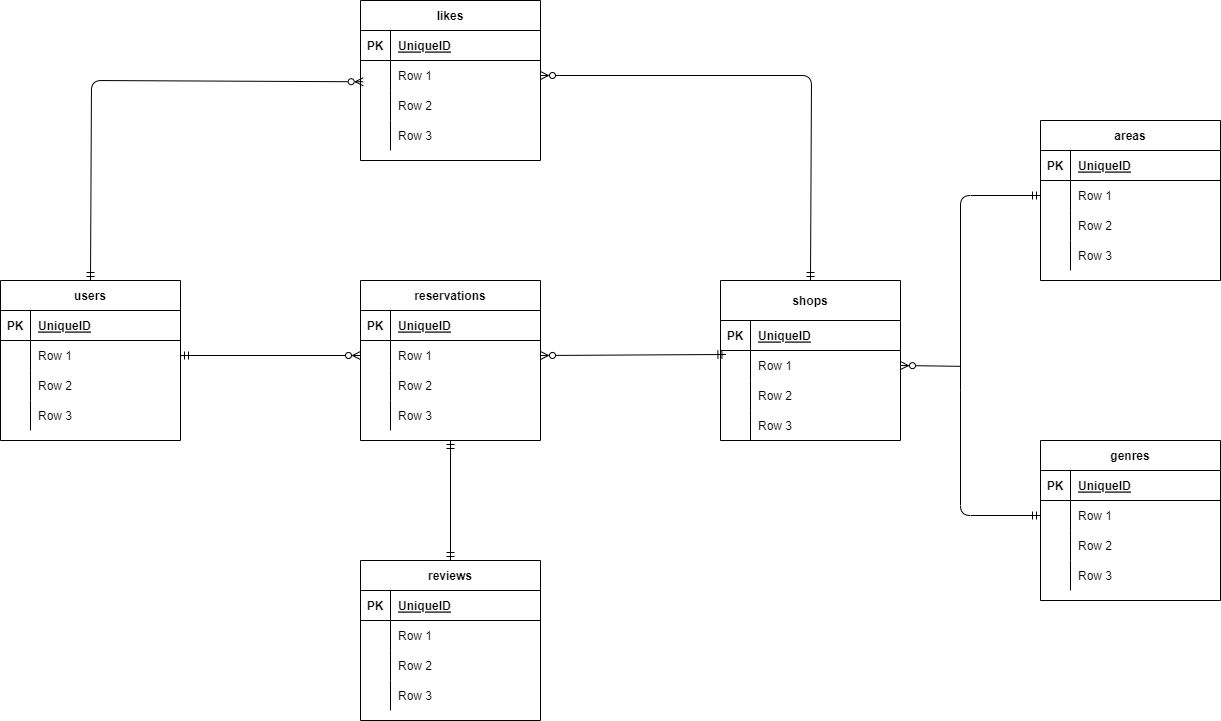 likes
PK UniqueID
Row 1
Row 2
Row 3
areas
PK UniqueID
Row 1
Row 2
Row 3
users
PK UniqueID
Row 1
Row 2
Row 3
reservations
PK UniqueID
Row 1
Row 2
Row 3
shops
PK UniqueID
Row 1
Row 2
Row 3
genres
PK UniqueID
Row 1
Row 2
Row 3
reviews
PK UniqueID
Row 1
Row 2
Row 3